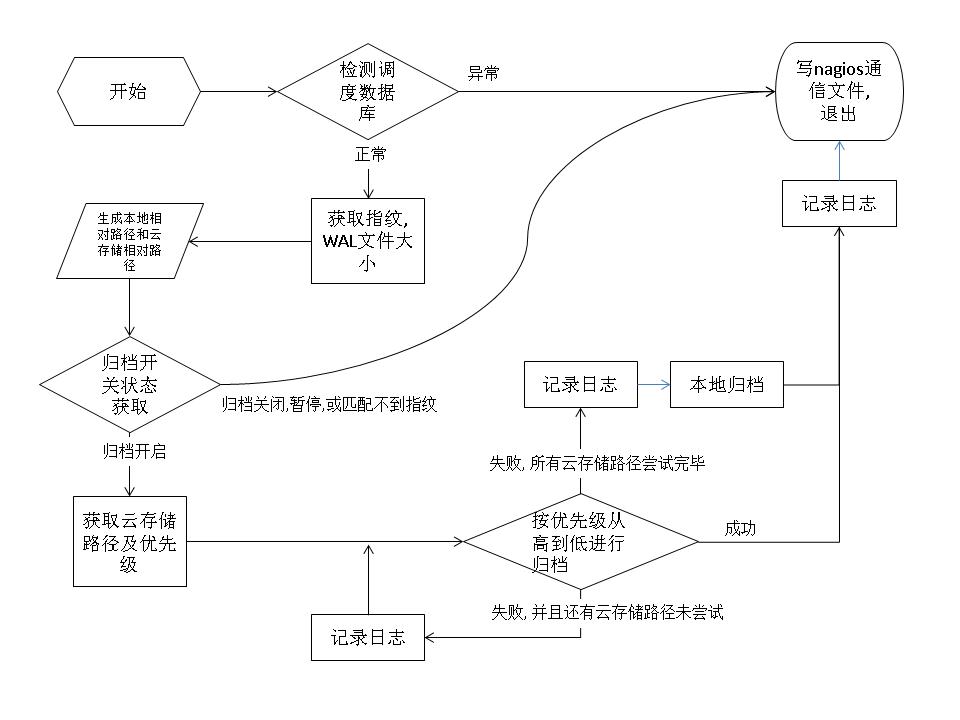 开始
检测调
度数据
库
异常
写nagios通
信文件,
退出
正常
记录日志
获取指纹,
WAL文件大
小
生成本地相
对路径和云
存储相对路
径
归档开
关状态
获取
归档关闭,暂停,或匹配不到指纹
记录日志
本地归档
归档开启
失败, 所有云存储路径尝试完毕
获取云存储
路径及优先
级
按优先级从
高到低进行
归档
成功
失败, 并且还有云存储路径未尝试
记录日志